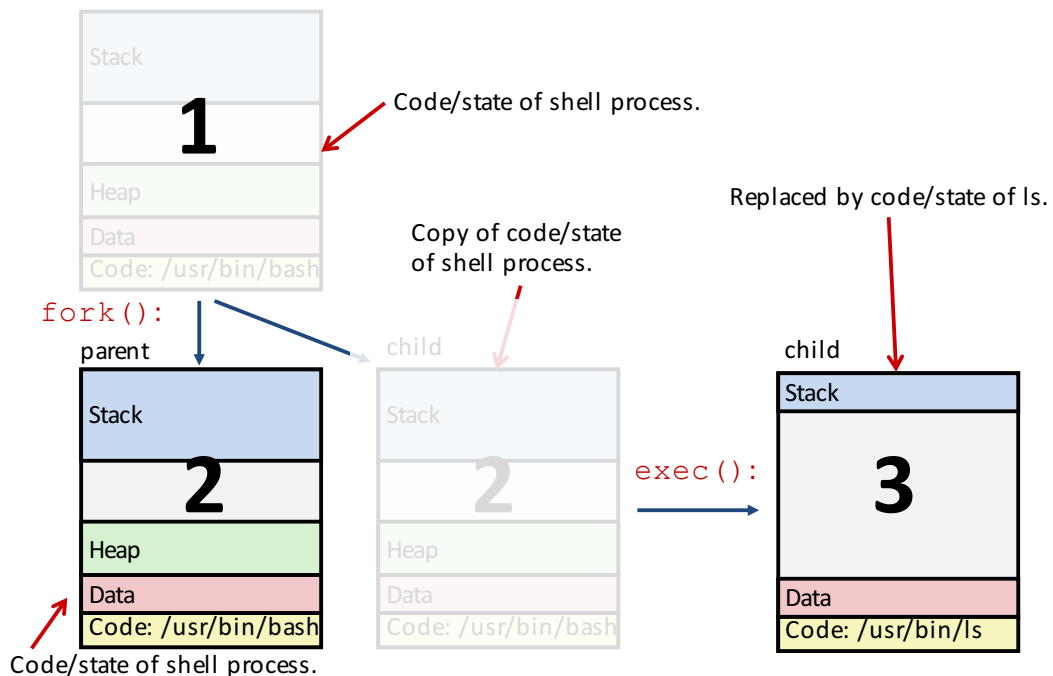 Stack
1
Code/state of shell process.
Heap
Data
Code: /usr/bin/bash
Replaced by code/state of ls.
Copy of code/state
of shell process.
fork():
parent
child
child
Stack
2
Heap
Data
Code: /usr/bin/bash
Stack
2
Heap
Data
Code: /usr/bin/bash
exec():
Stack
3
Data
Code: /usr/bin/ls
Code/state of shell process.